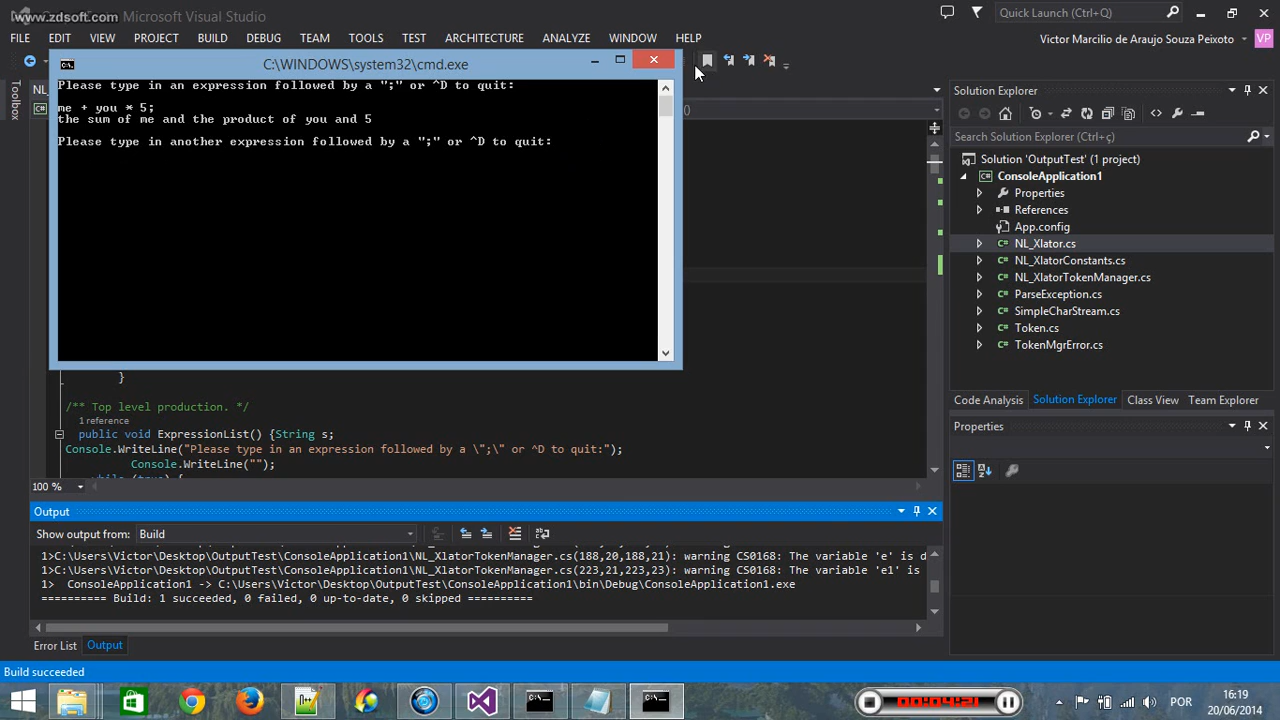 www.zdsoft.com
Microsoft Visual Studio
Quick Launch (Ctrl+Q)
FILE EDIT VIEW PROJECT BUILD DEBUG TEAM TOOLS TEST ARCHITECTURE ANALYZE WINDOW HELP
Victor Marcilio de Araujo Souza Peixoto VP
C:\WINDOWS\system32\cmd.exe
Please type in an expression followed by a ";" or ^D to quit:
me + you * 5;
the sum of me and the product of you and 5
Please type in another expression followed by a ";" or ^D to quit:
Toolbox
NL_
()
}
/** Top level production. */
1 reference
public void ExpressionList() {String s;
Console.WriteLine("Please type in an expression followed by a \";\" or ^D to quit:");
Console.WriteLine("");
while (true) {
100 %
Solution Explorer
Search Solution Explorer (Ctrl+ç)
Solution 'OutputTest' (1 project)
ConsoleApplication1
Properties
References
App.config
NL_Xlator.cs
NL_XlatorConstants.cs
NL_XlatorTokenManager.cs
ParseException.cs
SimpleCharStream.cs
Token.cs
TokenMgrError.cs
Code Analysis Solution Explorer Class View Team Explorer
Properties
Output
Show output from: Build
1>C:\Users\Victor\Desktop\OutputTest\ConsoleApplication1\NL_XlatorTokenManager.cs(188,20,188,21): warning CS0168: The variable 'e' is d
1>C:\Users\Victor\Desktop\OutputTest\ConsoleApplication1\NL_XlatorTokenManager.cs(223,21,223,23): warning CS0168: The variable 'e1' is
1> ConsoleApplication1 -> C:\Users\Victor\Desktop\OutputTest\ConsoleApplication1\bin\Debug\ConsoleApplication1.exe
========== Build: 1 succeeded, 0 failed, 0 up-to-date, 0 skipped ==========
Error List Output
Build succeeded
00:04:21
POR
16:19
20/06/2014